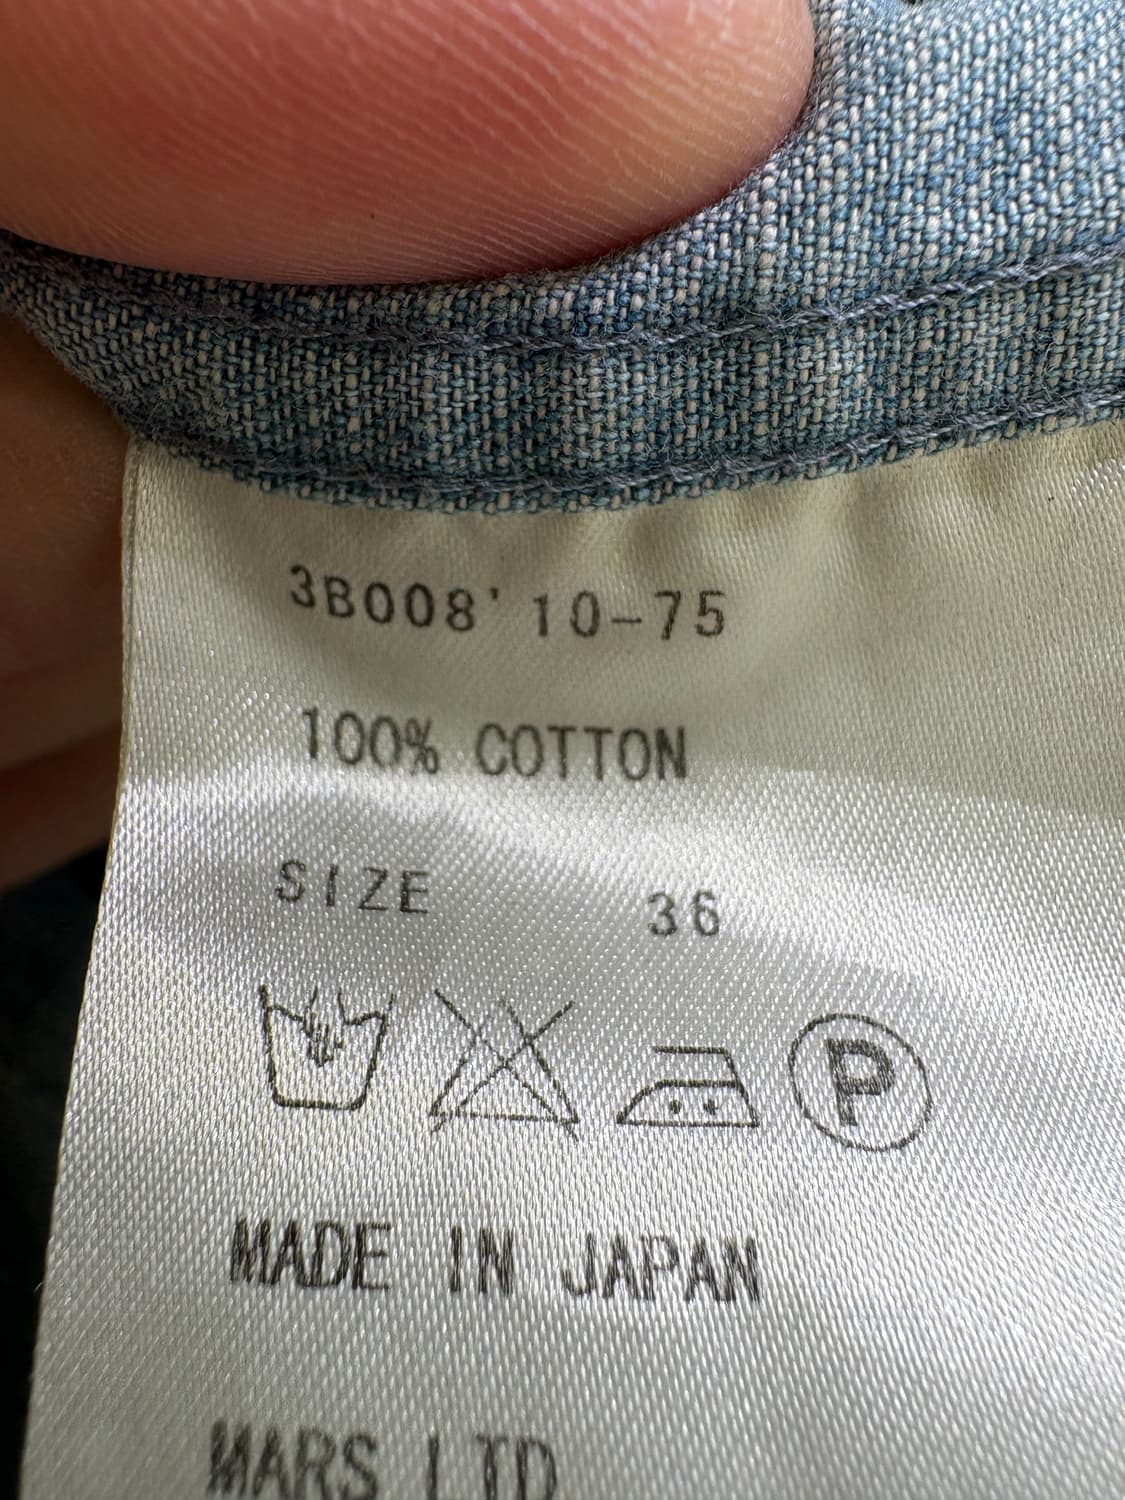 3B008' 10-75
100% COTTON
SIZE 36
P
MADE IN JAPAN
MARS LTD